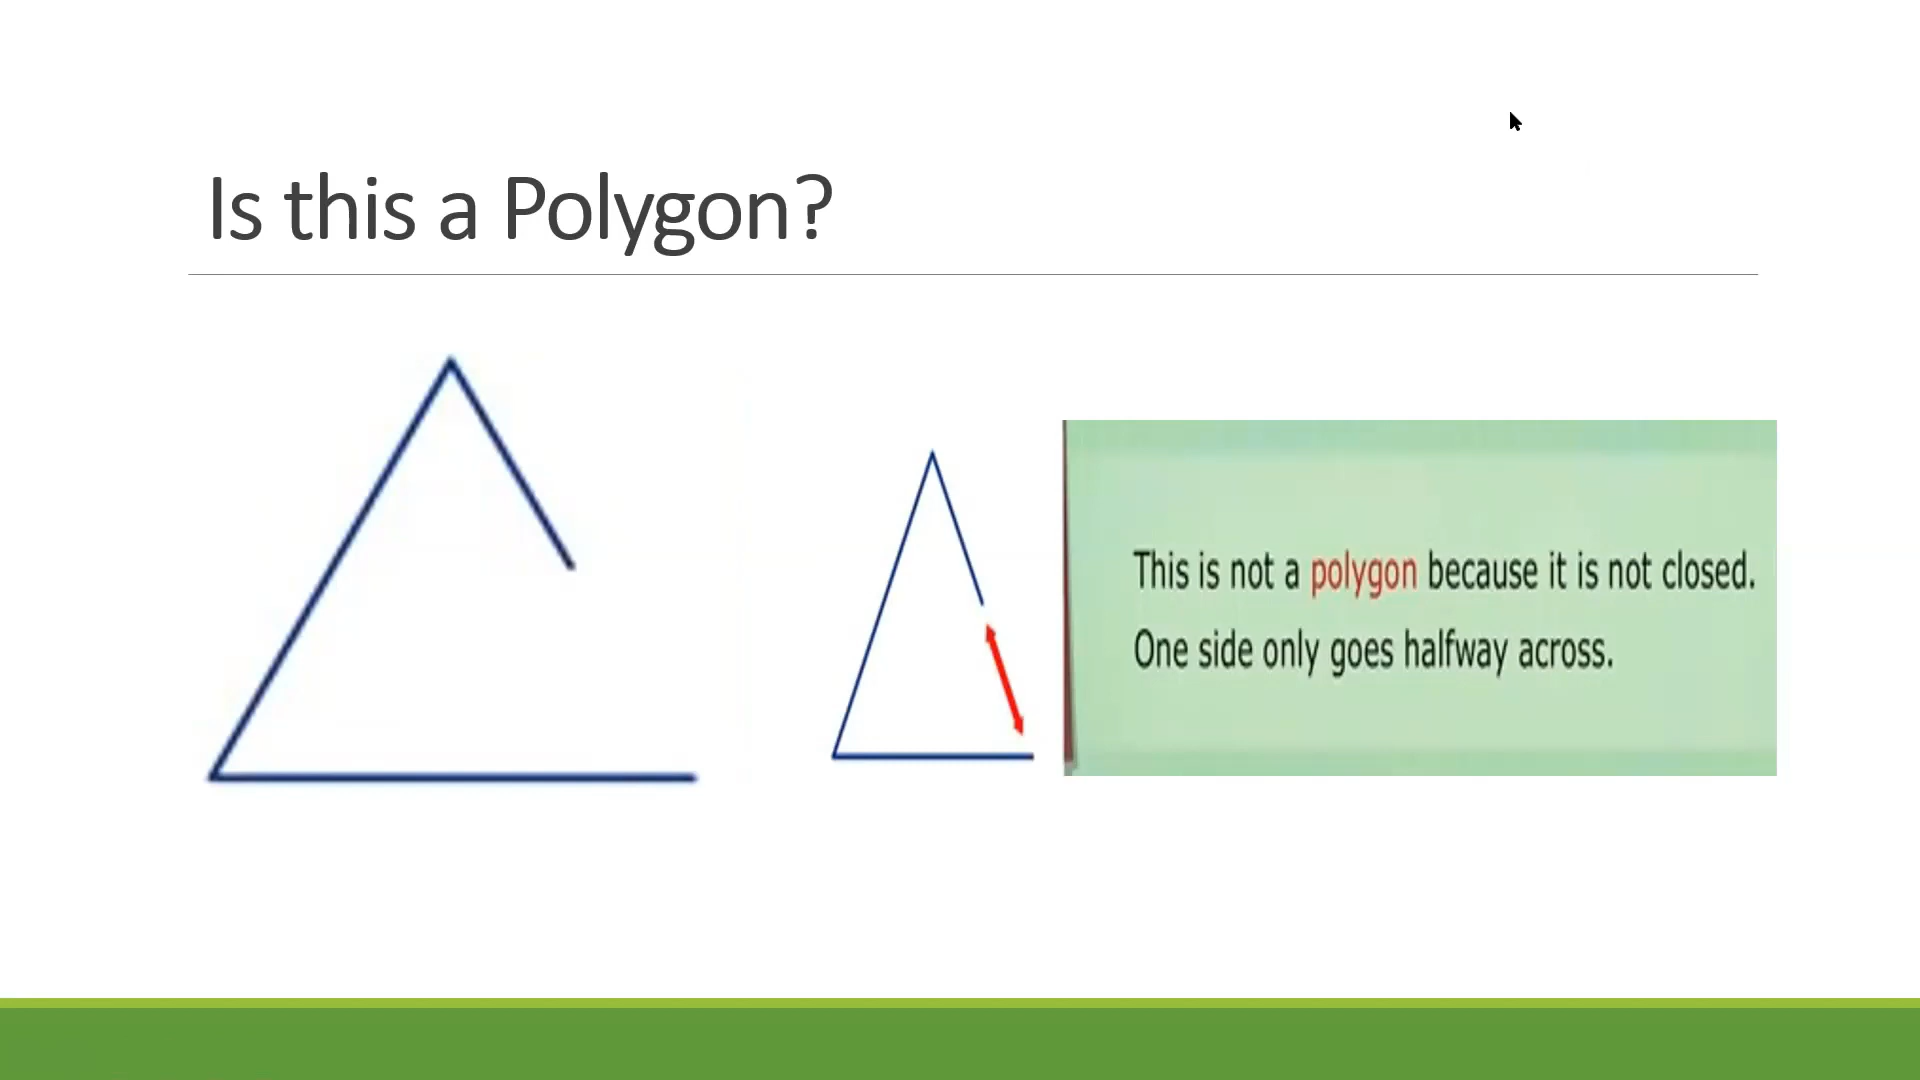 Is this a Polygon?
This is not a polygon because it is not closed.
One side only goes halfway across.